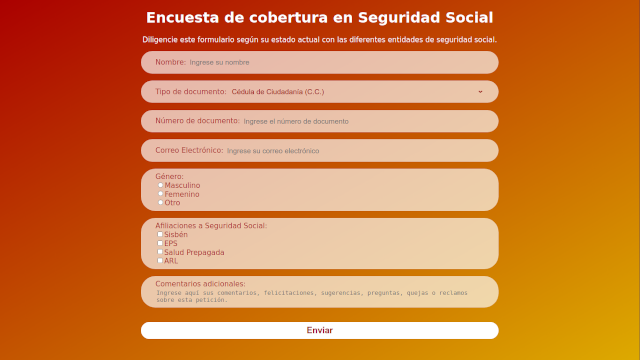 Encuesta de cobertura en Seguridad Social
Diligencie este formulario según su estado actual con las diferentes entidades de seguridad social.
Nombre: Ingrese su nombre
Tipo de documento: Cédula de Ciudadanía (C.C.)
Número de documento: Ingrese el número de documento
Correo Electrónico: Ingrese su correo electrónico
Género:
Masculino
Femenino
Otro
Afiliaciones a Seguridad Social:
Sisbén
EPS
Salud Prepagada
ARL
Comentarios adicionales:
Ingrese aquí sus comentarios, felicitaciones, sugerencias, preguntas, quejas o reclamos
sobre esta petición.
Enviar